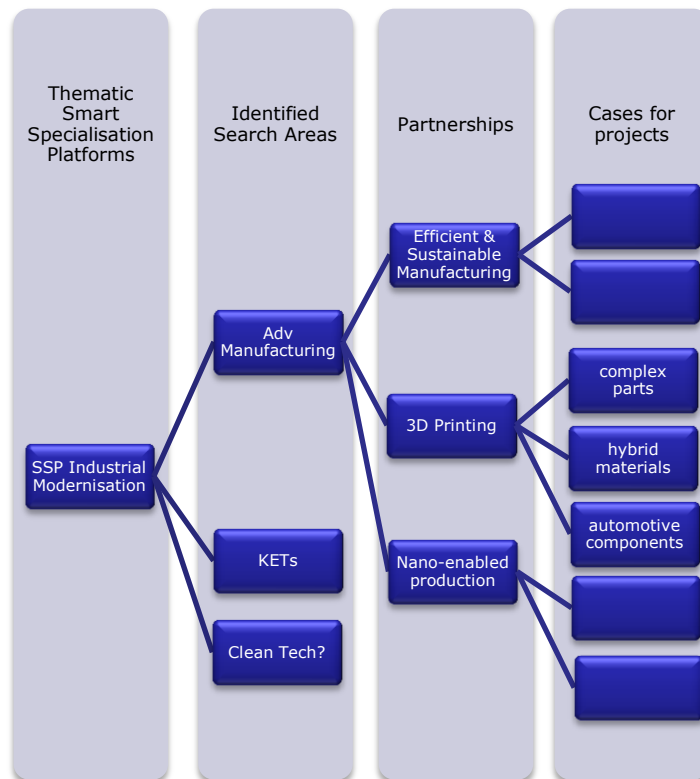 Thematic
Smart
Specialisation
Platforms
Identified
Search Areas
Partnerships
Cases for
projects
SSP Industrial
Modernisation
Adv
Manufacturing
KETs
Clean Tech?
Efficient &
Sustainable
Manufacturing
3D Printing
Nano-enabled
production
complex
parts
hybrid
materials
automotive
components